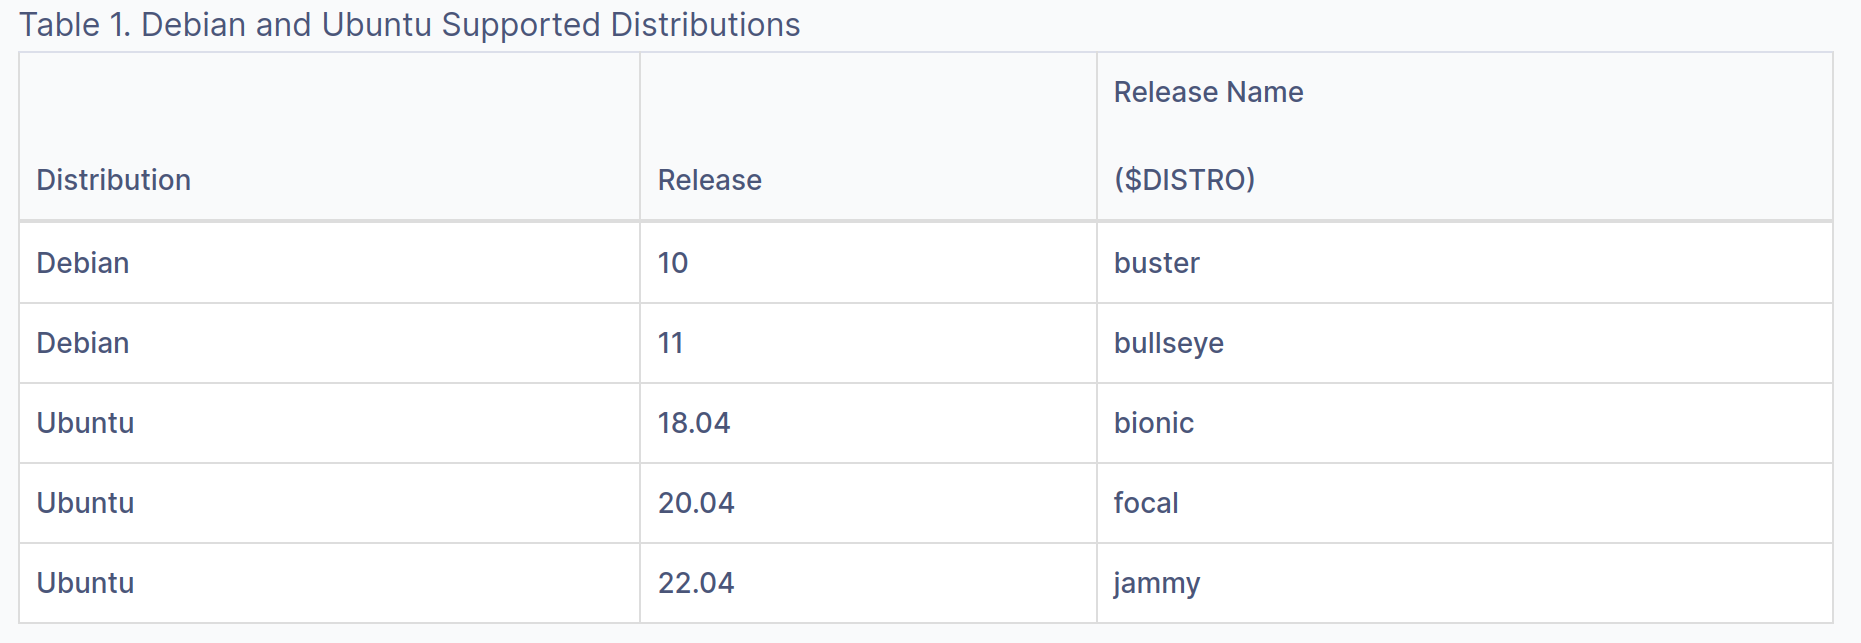 Table 1. Debian and Ubuntu Supported Distributions
Release Name
Distribution Release ($DISTRO)
Debian 10 buster
Debian 11 bullseye
Ubuntu 18.04 bionic
Ubuntu 20.04 focal
Ubuntu 22.04 jammy